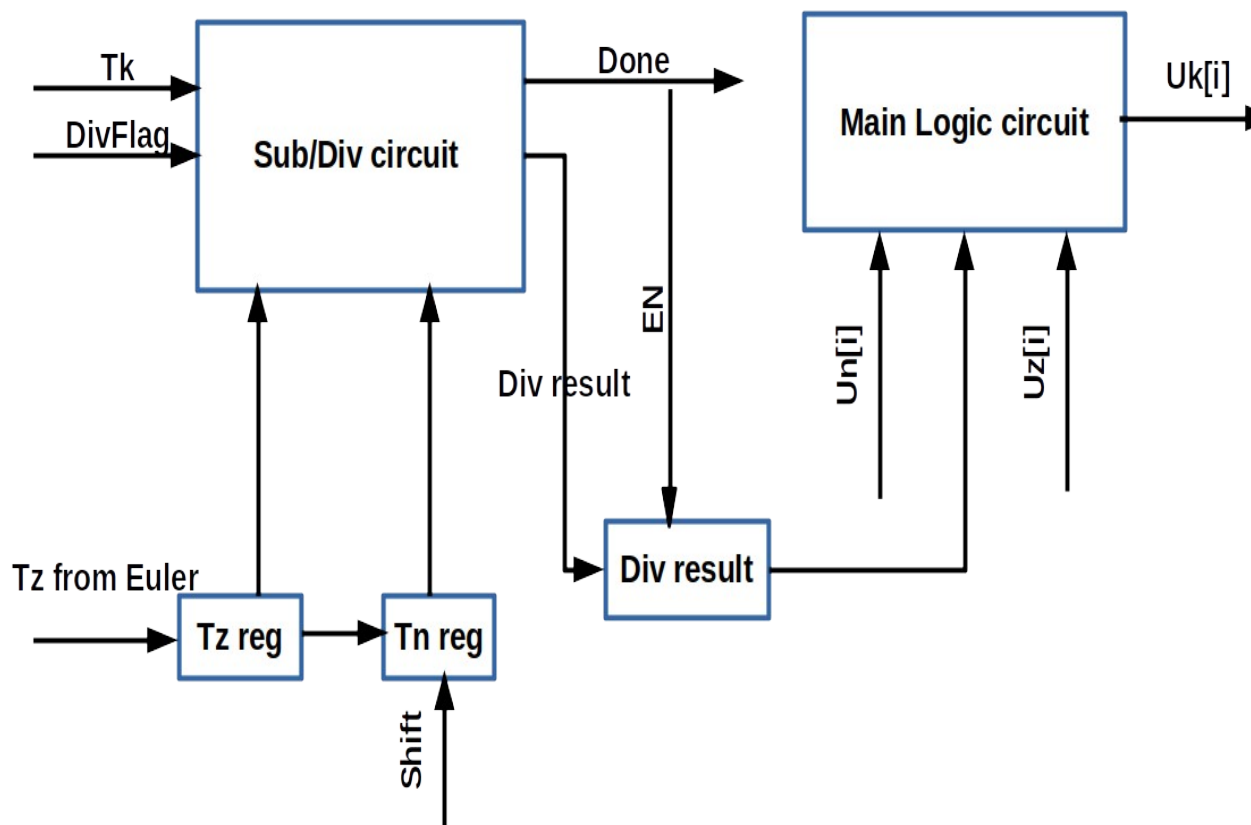 Tk
DivFlag
Sub/Div circuit
Done
Main Logic circuit
Uk[i]
EN
Un[i]
Uz[i]
Div result
Div result
Tz from Euler
Tz reg
Tn reg
Shift